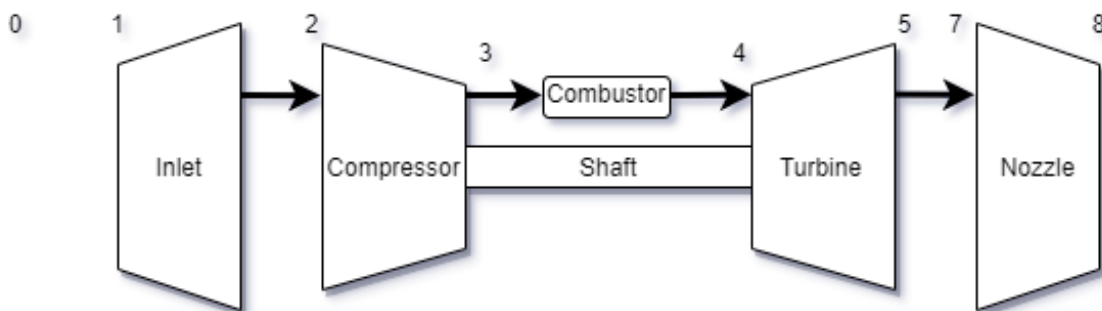 0
1
2
3
4
5
7
8
Inlet
Compressor
Combustor
Shaft
Turbine
Nozzle